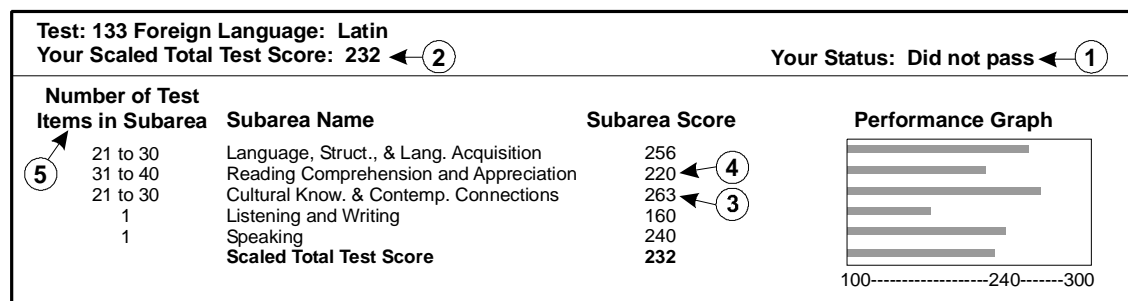 Test: 133 Foreign Language: Latin
Your Scaled Total Test Score: 232 2
Your Status: Did not pass 1
Number of Test
Items in Subarea Subarea Name Subarea Score Performance Graph
5
21 to 30 Language, Struct., & Lang. Acquisition 256
31 to 40 Reading Comprehension and Appreciation 220 4
21 to 30 Cultural Know. & Contemp. Connections 263 3
1 Listening and Writing 160
1 Speaking 240
Scaled Total Test Score 232
100-------------------240-------300